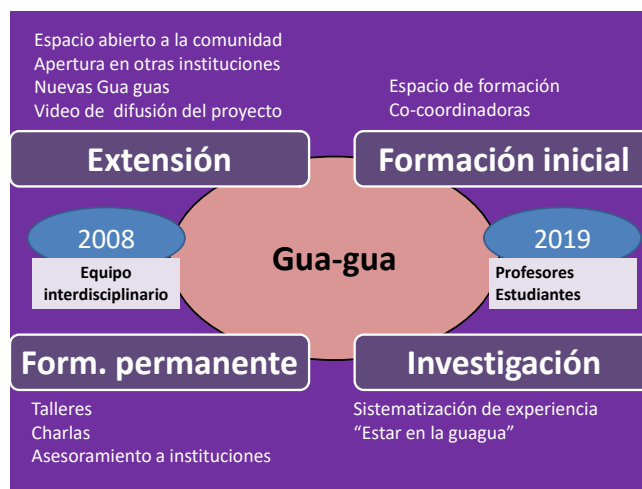 Espacio abierto a la comunidad
Apertura en otras instituciones
Nuevas Gua guas
Video de difusión del proyecto
Espacio de formación
Co-coordinadoras
Extensión
Formación inicial
2008
Equipo
interdisciplinario
Gua-gua
2019
Profesores
Estudiantes
Form. permanente
Investigación
Talleres
Charlas
Asesoramiento a instituciones
Sistematización de experiencia
“Estar en la guagua”